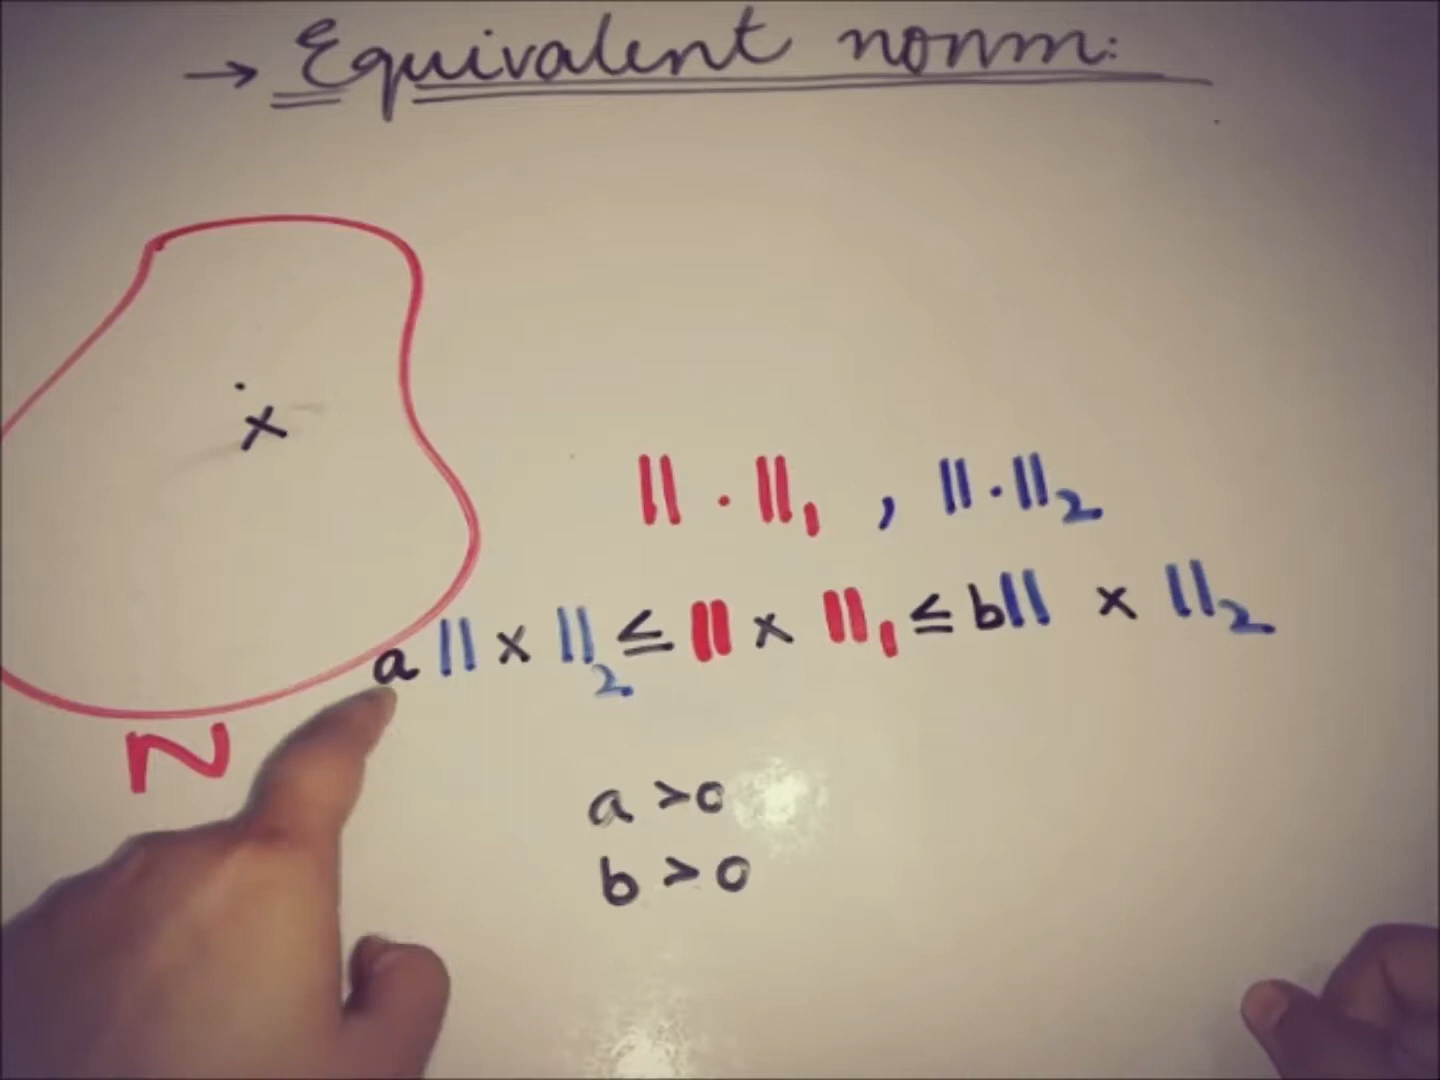 → Equivalent norm:
. x
||·||₁ , ||·||₂
a||x||₂ ≤ ||x||₁ ≤ b||x||₂
N
a >0
b >0